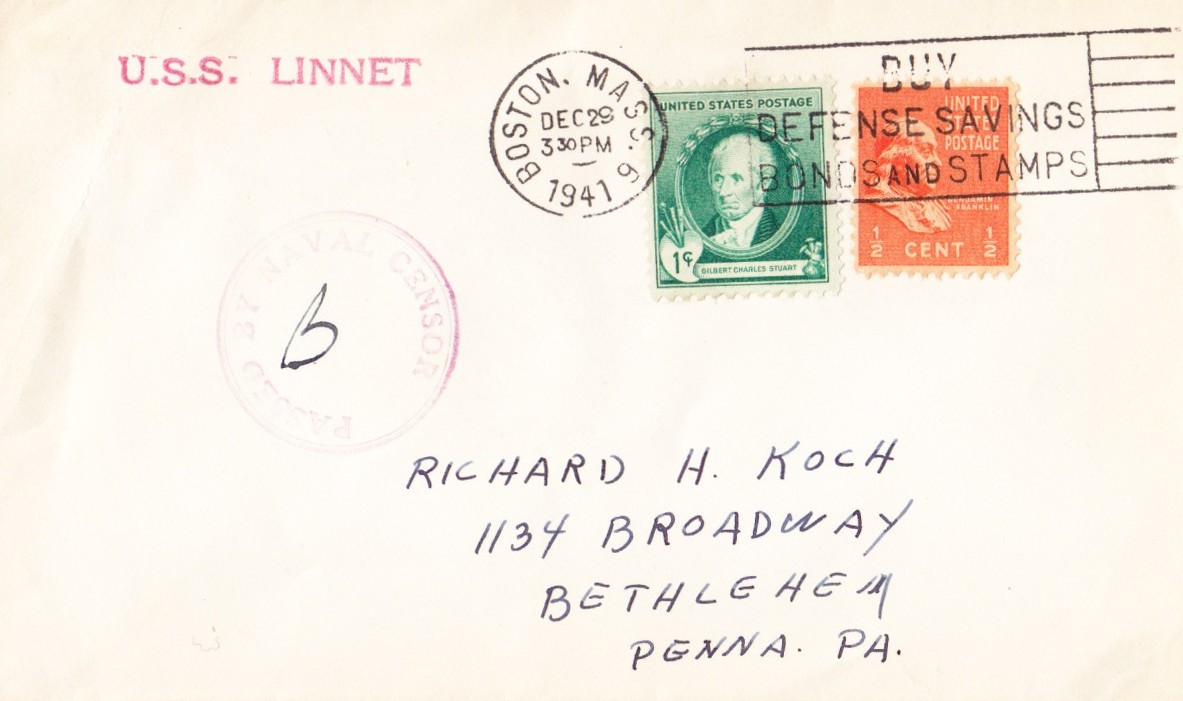 U.S.S. LINNET
BOSTON. MASS. 9
DEC 29
3 30 PM
1941
BUY
DEFENSE SAVINGS
BONDS AND STAMPS
UNITED STATES POSTAGE
1¢
GILBERT CHARLES STUART
UNITED
STATES
POSTAGE
BENJAMIN
FRANKLIN
1/2 CENT 1/2
PASSED BY NAVAL CENSOR
RICHARD H. KOCH
1134 BROADWAY
BETHLEHEM
PENNA. PA.